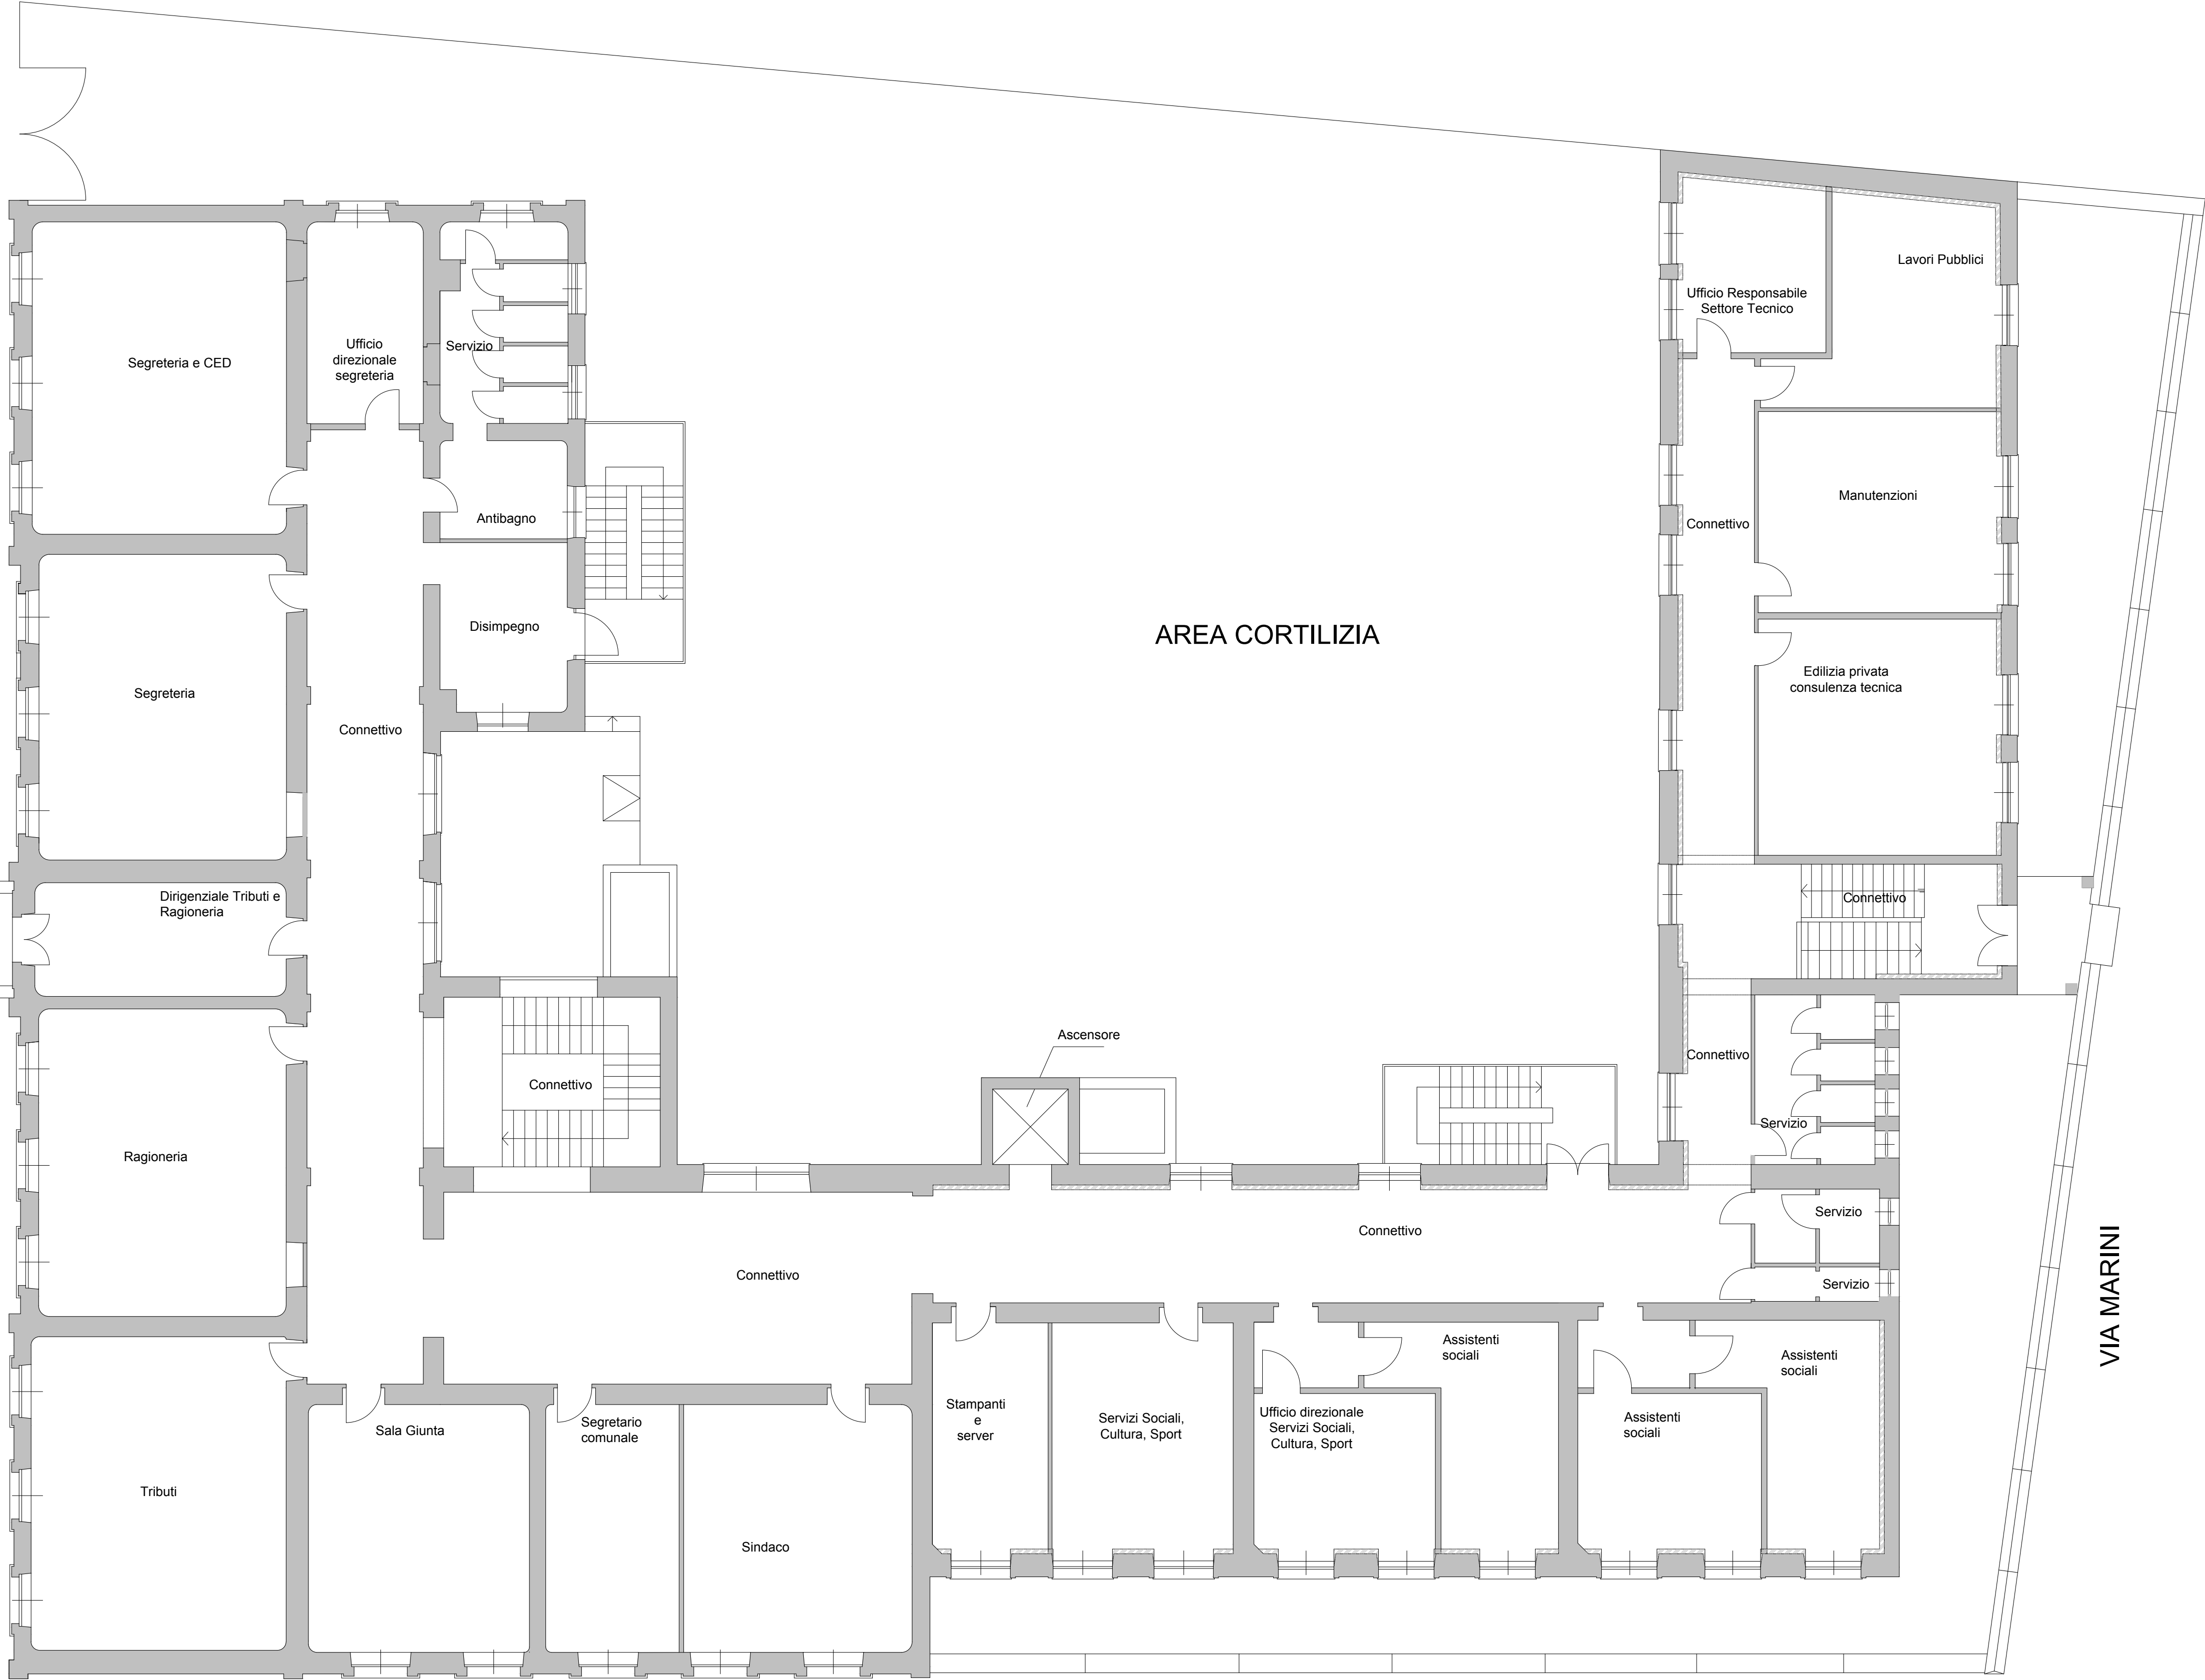 Lavori Pubblici
Ufficio Responsabile
Settore Tecnico
Segreteria e CED
Ufficio
direzionale
segreteria
Servizio
Manutenzioni
Antibagno
Connettivo
Disimpegno
AREA CORTILIZIA
Edilizia privata
consulenza tecnica
Segreteria
Connettivo
Dirigenziale Tributi e
Ragioneria
Connettivo
Ascensore
Connettivo
Connettivo
Servizio
Ragioneria
Servizio
Connettivo
Connettivo
Servizio
VIA MARINI
Assistenti
sociali
Assistenti
sociali
Stampanti
e
server
Servizi Sociali,
Cultura, Sport
Ufficio direzionale
Servizi Sociali,
Cultura, Sport
Assistenti
sociali
Sala Giunta
Segretario
comunale
Tributi
Sindaco